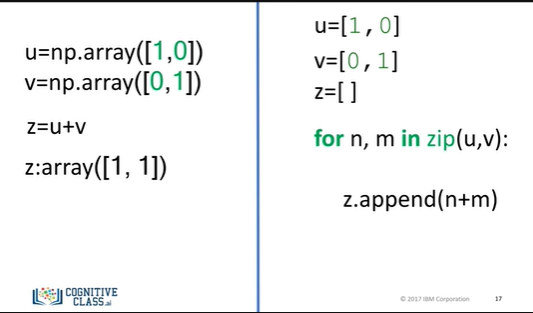 u=np.array([1,0])
v=np.array([0,1])
z=u+v
z:array([1, 1])
u=[1,0]
v=[0,1]
z=[ ]
for n, m in zip(u,v):
z.append(n+m)
COGNITIVE
CLASS.ai
© 2017 IBM Corporation
17